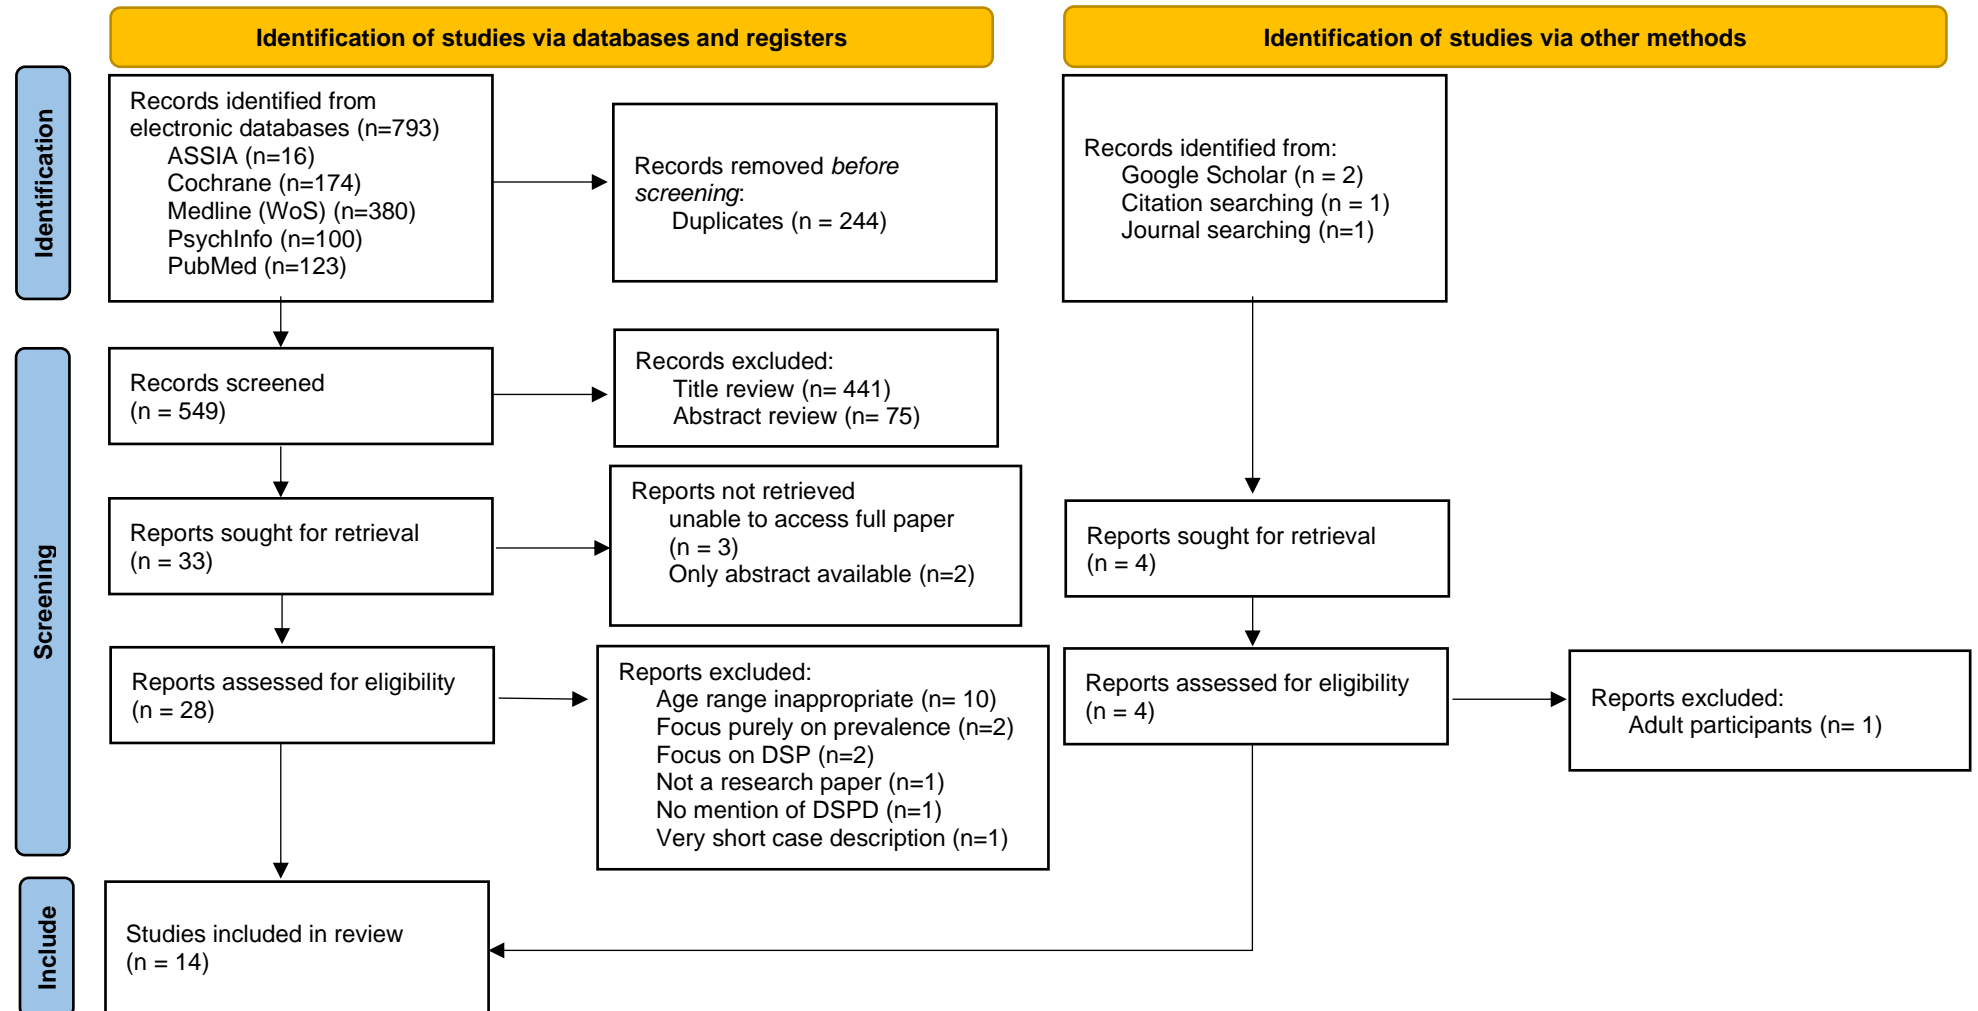 Identification of studies via databases and registers
Identification of studies via other methods
Identification
Records identified from
electronic databases (n=793)
ASSIA (n=16)
Cochrane (n=174)
Medline (WoS) (n=380)
PsychInfo (n=100)
PubMed (n=123)
Records removed before
screening:
Duplicates (n = 244)
Records identified from:
Google Scholar (n = 2)
Citation searching (n = 1)
Journal searching (n=1)
Screening
Records screened
(n = 549)
Records excluded:
Title review (n= 441)
Abstract review (n= 75)
Reports sought for retrieval
(n = 33)
Reports not retrieved
unable to access full paper
(n = 3)
Only abstract available (n=2)
Reports sought for retrieval
(n = 4)
Reports assessed for eligibility
(n = 28)
Reports excluded:
Age range inappropriate (n= 10)
Focus purely on prevalence (n=2)
Focus on DSP (n=2)
Not a research paper (n=1)
No mention of DSPD (n=1)
Very short case description (n=1)
Reports assessed for eligibility
(n = 4)
Reports excluded:
Adult participants (n= 1)
Include
Studies included in review
(n = 14)